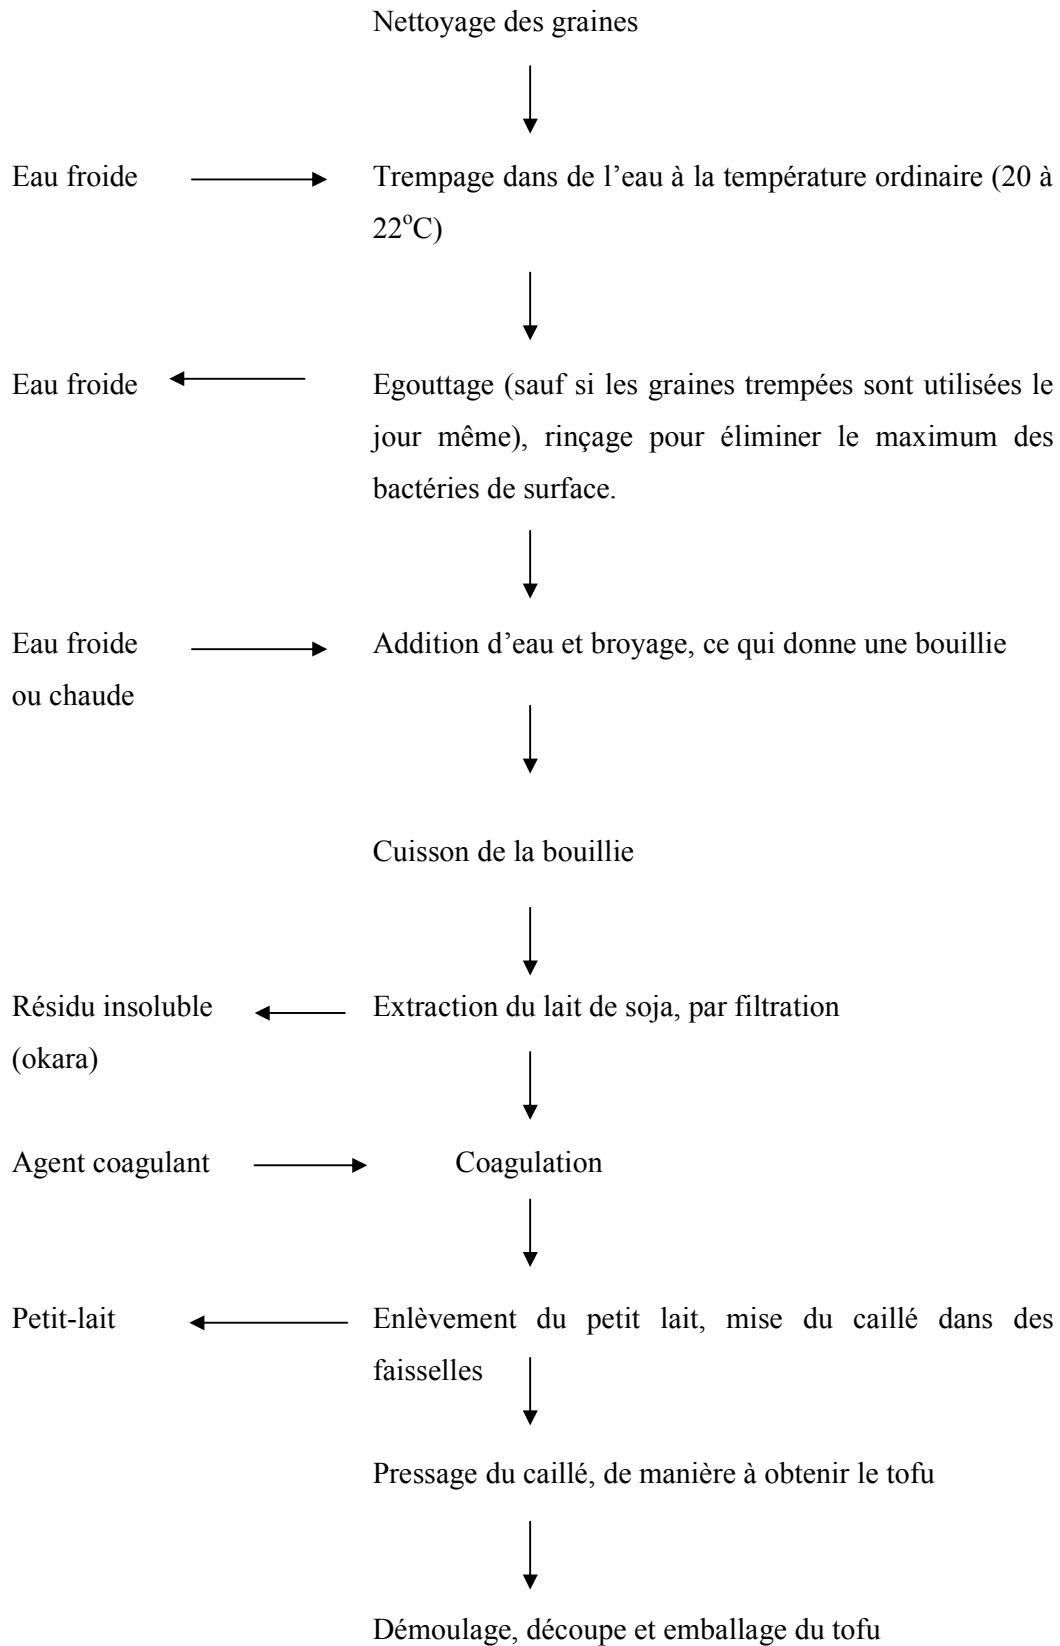 Nettoyage des graines
Eau froide
Trempage dans de l’eau à la température ordinaire (20 à
22°C)
Eau froide
Egouttage (sauf si les graines trempées sont utilisées le
jour même), rinçage pour éliminer le maximum des
bactéries de surface.
Eau froide
ou chaude
Addition d’eau et broyage, ce qui donne une bouillie
Cuisson de la bouillie
Résidu insoluble
(okara)
Extraction du lait de soja, par filtration
Agent coagulant
Coagulation
Petit-lait
Enlèvement du petit lait, mise du caillé dans des
faisselles
Pressage du caillé, de manière à obtenir le tofu
Démoulage, découpe et emballage du tofu